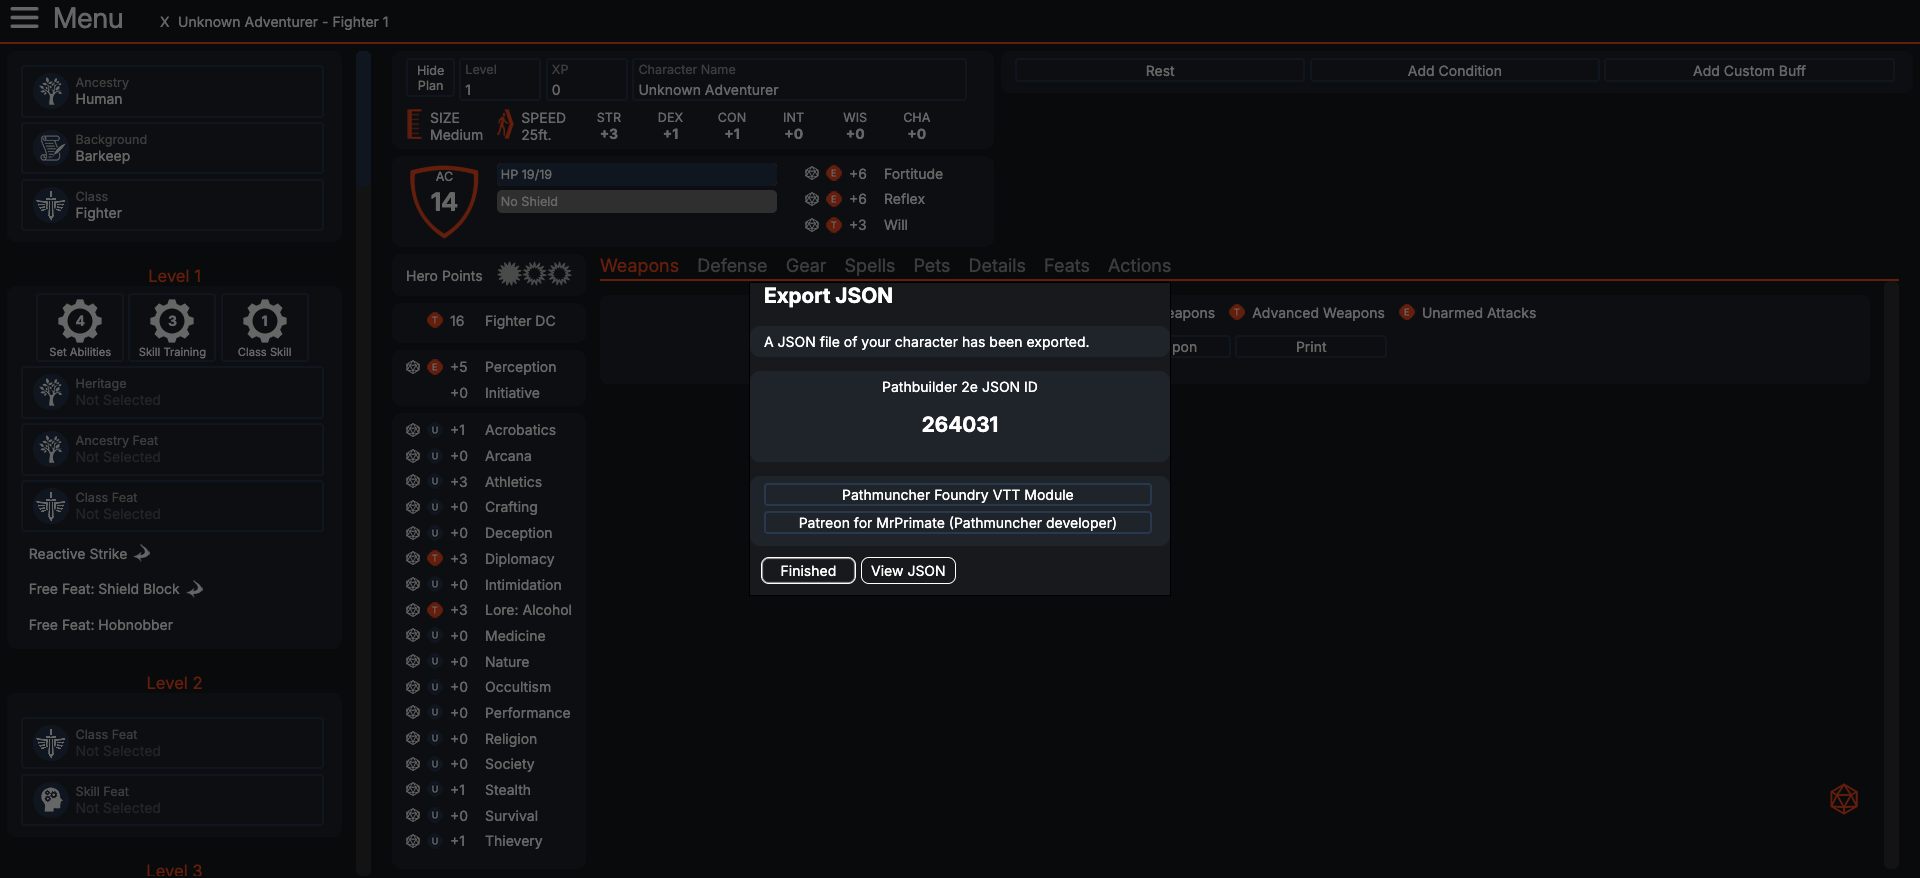 Menu
X Unknown Adventurer - Fighter 1
Ancestry
Human
Background
Barkeep
Class
Fighter
Level 1
4
Set Abilities
3
Skill Training
1
Class Skill
Heritage
Not Selected
Ancestry Feat
Not Selected
Class Feat
Not Selected
Reactive Strike
Free Feat: Shield Block
Free Feat: Hobnobber
Level 2
Class Feat
Not Selected
Skill Feat
Not Selected
Level 3
Hide Plan
Level
1
XP
0
Character Name
Unknown Adventurer
SIZE
Medium
SPEED
25ft.
STR
+3
DEX
+1
CON
+1
INT
+0
WIS
+0
CHA
+0
AC
14
HP 19/19
No Shield
E +6 Fortitude
E +6 Reflex
T +3 Will
Hero Points
T 16 Fighter DC
E +5 Perception
+0 Initiative
U +1 Acrobatics
U +0 Arcana
U +3 Athletics
U +0 Crafting
U +0 Deception
T +3 Diplomacy
U +0 Intimidation
T +3 Lore: Alcohol
U +0 Medicine
U +0 Nature
U +0 Occultism
U +0 Performance
U +0 Religion
U +0 Society
U +1 Stealth
U +0 Survival
U +1 Thievery
Rest
Add Condition
Add Custom Buff
Weapons Defense Gear Spells Pets Details Feats Actions
eapons T Advanced Weapons E Unarmed Attacks
pon
Print
Export JSON
A JSON file of your character has been exported.
Pathbuilder 2e JSON ID
264031
Pathmuncher Foundry VTT Module
Patreon for MrPrimate (Pathmuncher developer)
Finished
View JSON